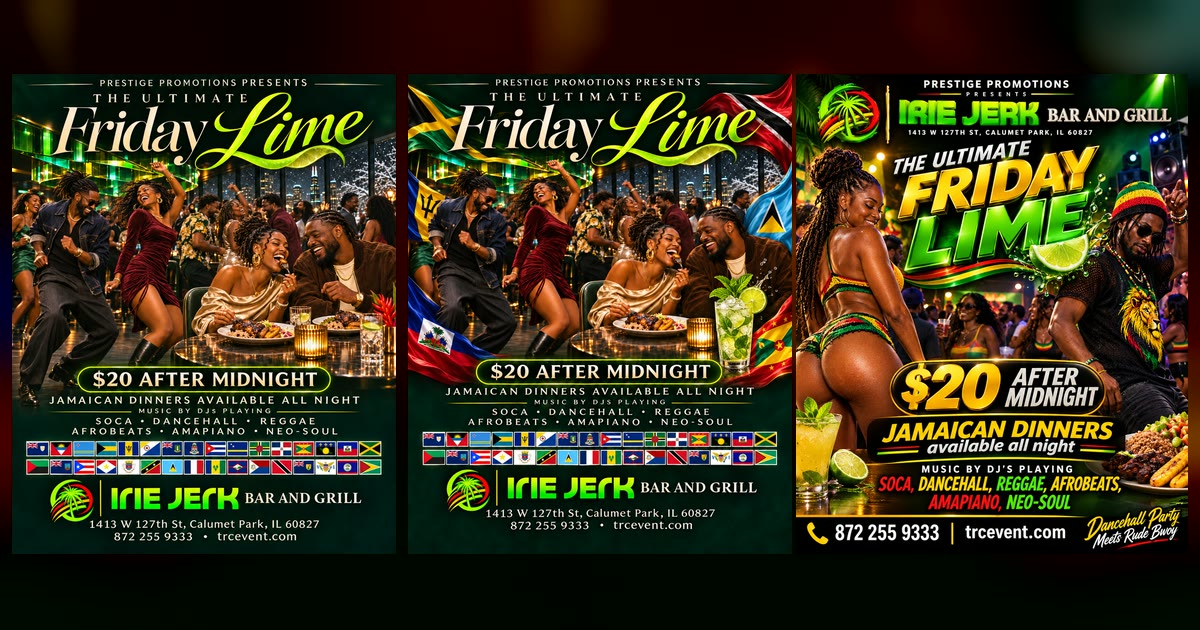 PRESTIGE PROMOTIONS PRESENTS
THE ULTIMATE
Friday Lime
$20 AFTER MIDNIGHT
JAMAICAN DINNERS AVAILABLE ALL NIGHT
MUSIC BY DJS PLAYING
SOCA • DANCEHALL • REGGAE
AFROBEATS • AMAPIANO • NEO-SOUL
IRIE JERK BAR AND GRILL
1413 W 127th St, Calumet Park, IL 60827
872 255 9333 • trcevent.com
PRESTIGE PROMOTIONS PRESENTS
THE ULTIMATE
Friday Lime
$20 AFTER MIDNIGHT
JAMAICAN DINNERS AVAILABLE ALL NIGHT
MUSIC BY DJS PLAYING
SOCA • DANCEHALL • REGGAE
AFROBEATS • AMAPIANO • NEO-SOUL
IRIE JERK BAR AND GRILL
1413 W 127th St, Calumet Park, IL 60827
872 255 9333 • trcevent.com
PRESTIGE PROMOTIONS
PRESENTS
IRIE JERK BAR AND GRILL
1413 W 127TH ST, CALUMET PARK, IL 60827
THE ULTIMATE
FRIDAY
LIME
$20 AFTER
MIDNIGHT
JAMAICAN DINNERS
available all night
MUSIC BY DJ'S PLAYING
SOCA, DANCEHALL, REGGAE, AFROBEATS,
AMAPIANO, NEO-SOUL
872 255 9333 | trcevent.com
Dancehall Party
Meets Rude Bwoy